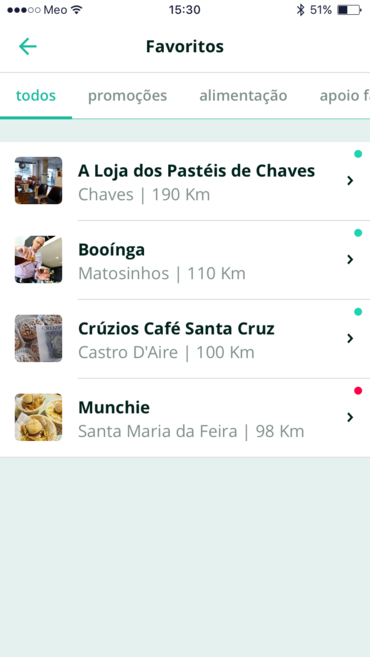 Meo 15:30 51%
Favoritos
todos promoções alimentação apoio fa
A Loja dos Pastéis de Chaves
Chaves | 190 Km
Booínga
Matosinhos | 110 Km
Crúzios Café Santa Cruz
Castro D'Aire | 100 Km
Munchie
Santa Maria da Feira | 98 Km